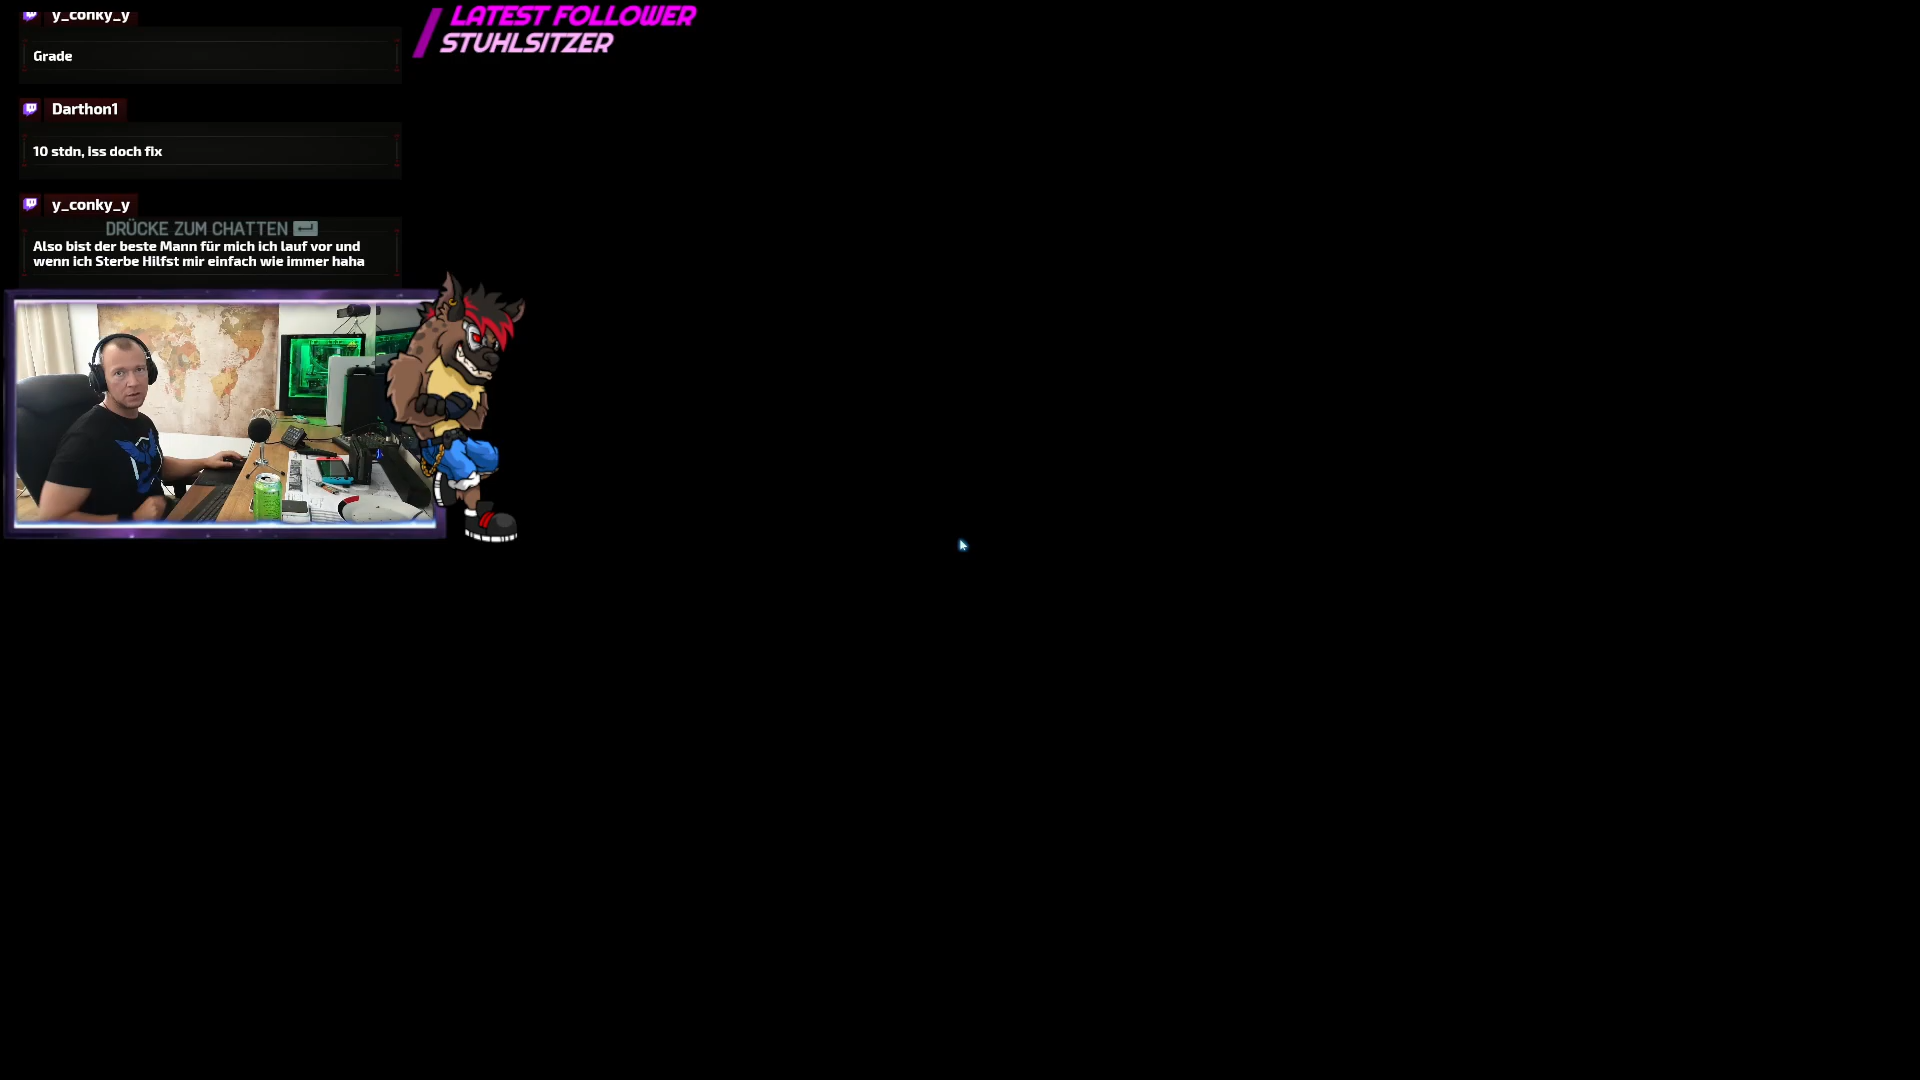 y_conky_y
Grade
Darthon1
10 stdn, iss doch fix
y_conky_y
DRÜCKE ZUM CHATTEN
Also bist der beste Mann für mich ich lauf vor und
wenn ich Sterbe Hilfst mir einfach wie immer haha
LATEST FOLLOWER
STUHLSITZER